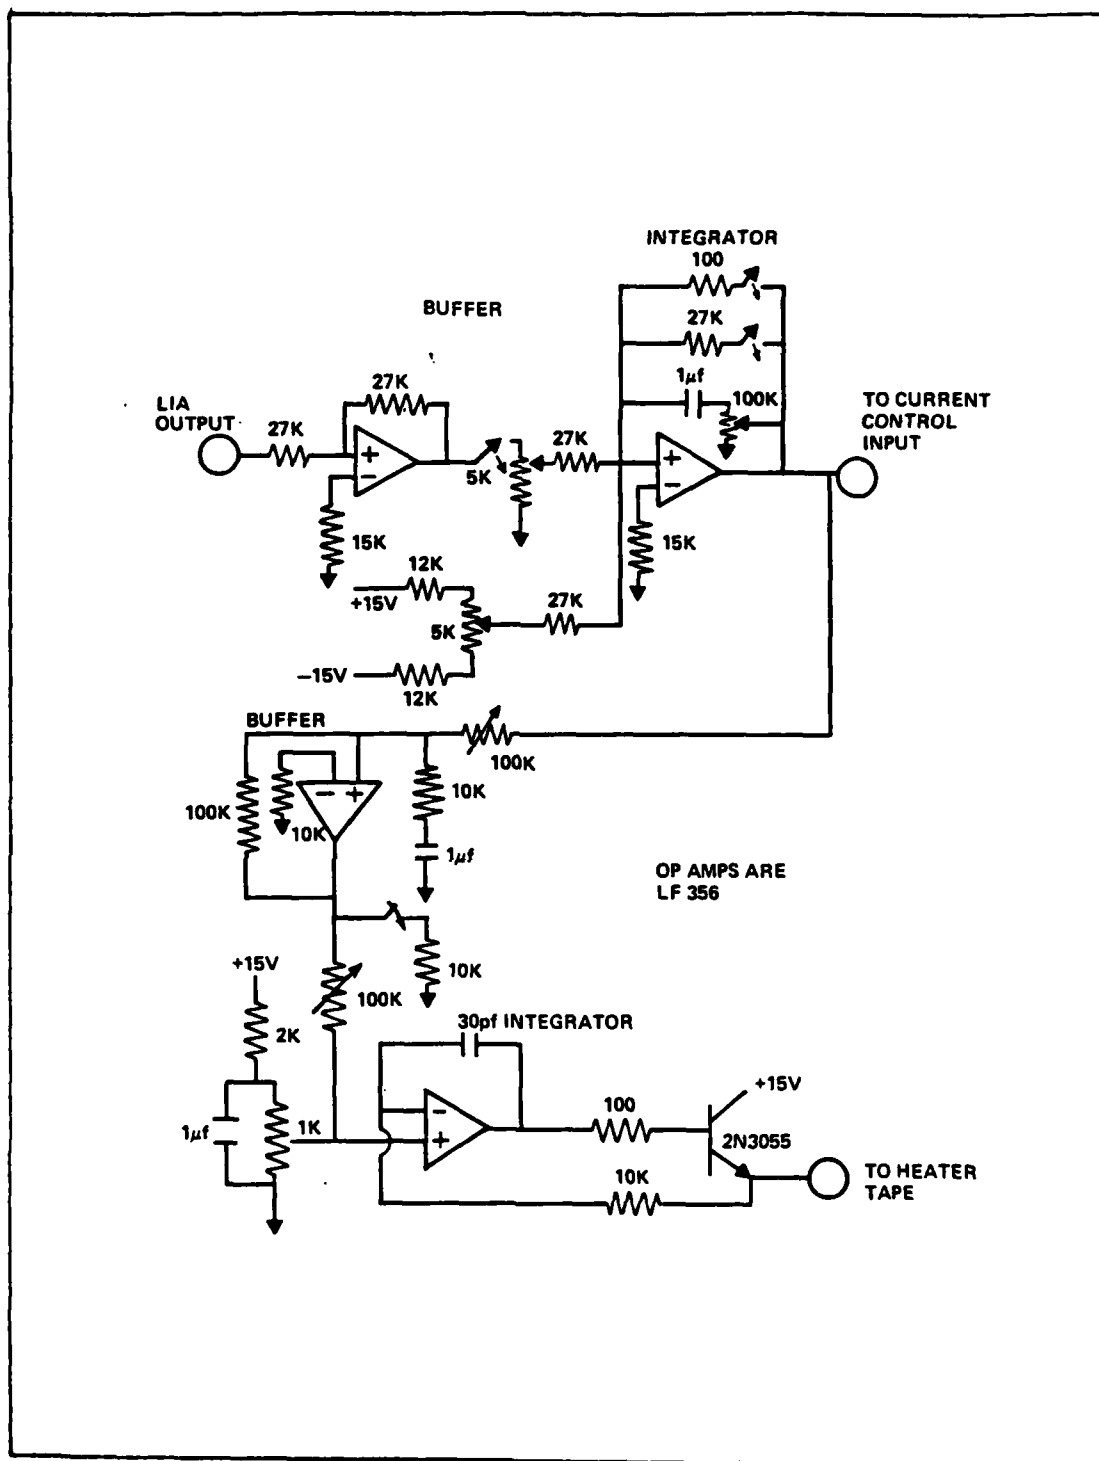 INTEGRATOR
100
BUFFER
27K
1μf
100K
27K
LIA
OUTPUT
27K
+
−
5K
27K
+
−
TO CURRENT
CONTROL
INPUT
15K
15K
12K
+15V
5K
27K
−15V
12K
BUFFER
100K
100K
− +
10K
10K
1μf
OP AMPS ARE
LF 356
+15V
2K
100K
10K
30pf INTEGRATOR
1μf
1K
−
+
100
+15V
2N3055
10K
TO HEATER
TAPE